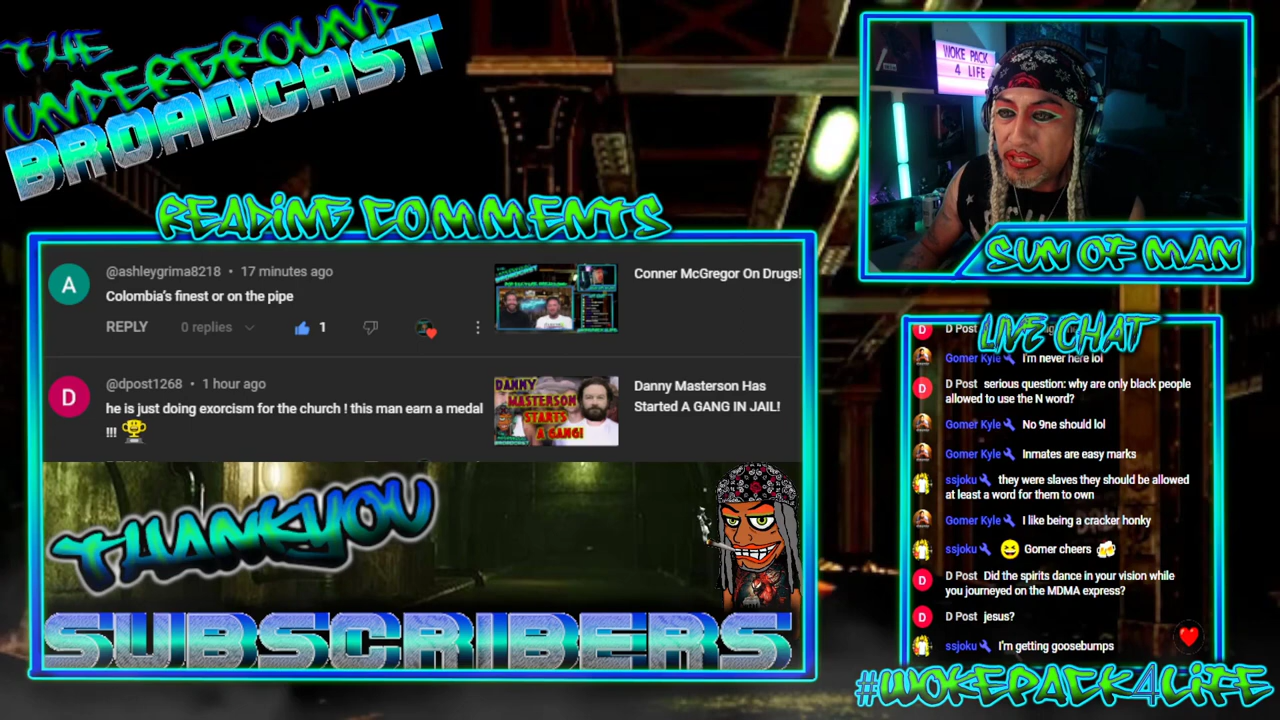 THE
UNDERGROUND
BROADCAST
READING COMMENTS
@ashleygrima8218 • 17 minutes ago
Colombia's finest or on the pipe
REPLY 0 replies 1
Conner McGregor On Drugs!
@dpost1268 • 1 hour ago
he is just doing exorcism for the church ! this man earn a medal
!!! 🏆
DANNY
MASTERSON
STARTS
A GANG!
Danny Masterson Has
Started A GANG IN JAIL!
THANKYOU
SUBSCRIBERS
WOKE PACK
4 LIFE
SUN OF MAN
LIVE CHAT
D Post
Gomer Kyle I'm never here lol
D Post serious question: why are only black people
allowed to use the N word?
Gomer Kyle No 9ne should lol
Gomer Kyle Inmates are easy marks
ssjoku they were slaves they should be allowed
at least a word for them to own
Gomer Kyle I like being a cracker honky
ssjoku 😆 Gomer cheers 🍻
D Post Did the spirits dance in your vision while
you journeyed on the MDMA express?
D Post jesus?
ssjoku I'm getting goosebumps
#WOKEPACK4LIFE